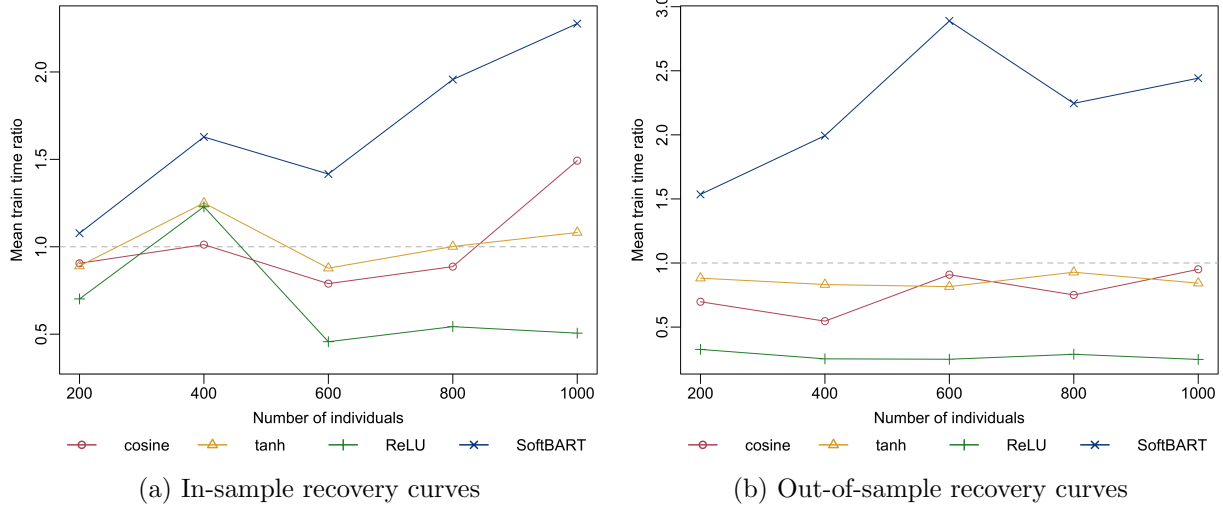 Mean train time ratio
2.0
1.5
1.0
0.5
200 400 600 800 1000
Number of individuals
cosine tanh ReLU SoftBART
(a) In-sample recovery curves
Mean train time ratio
3.0
2.5
2.0
1.5
1.0
0.5
200 400 600 800 1000
Number of individuals
cosine tanh ReLU SoftBART
(b) Out-of-sample recovery curves